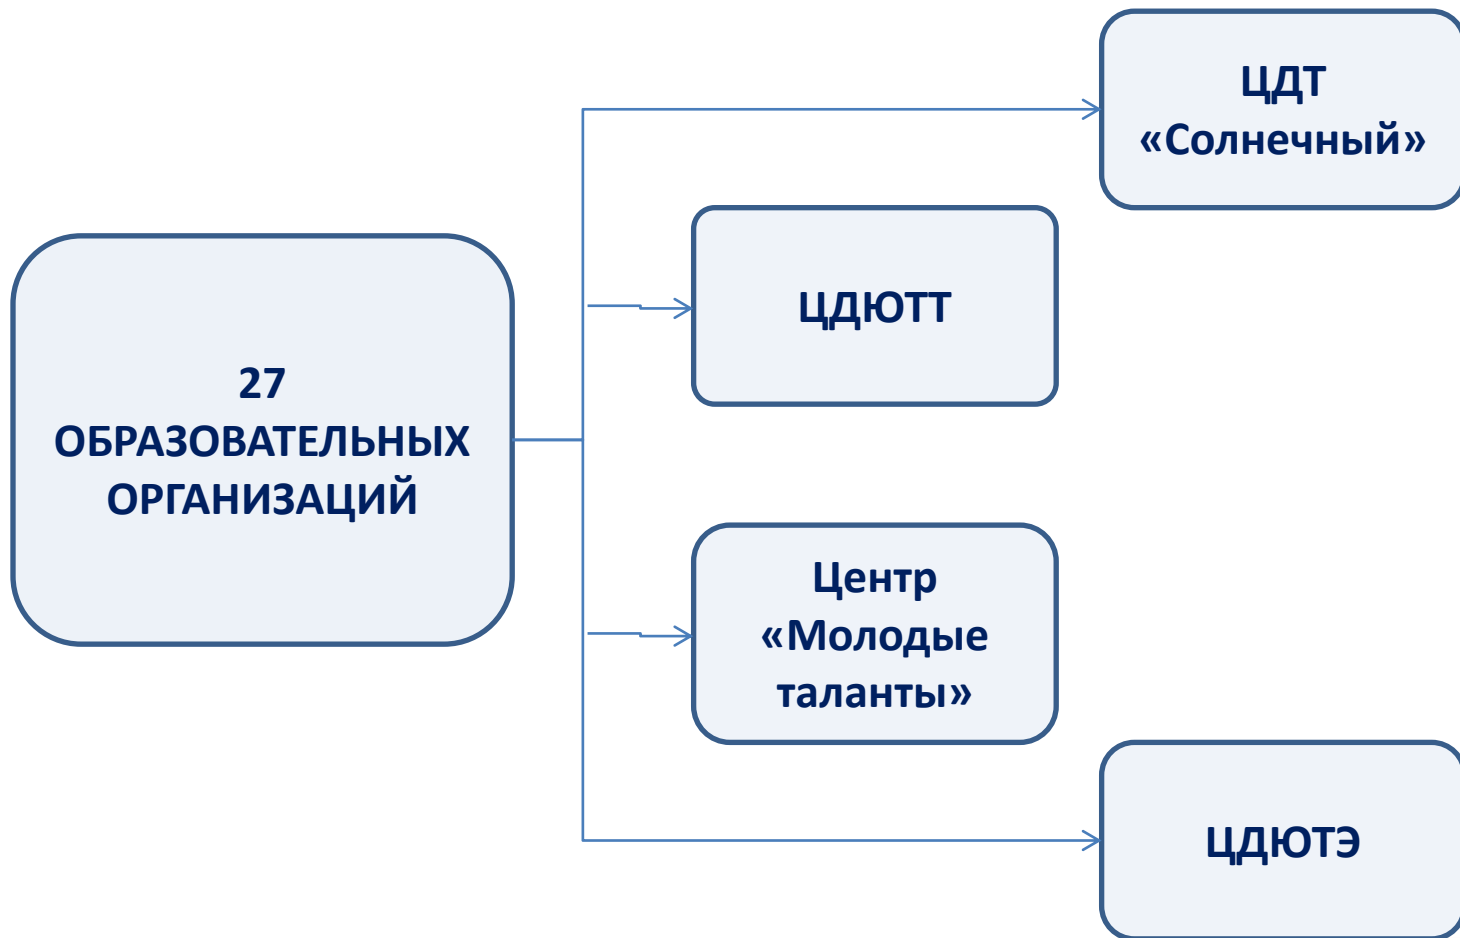 ЦДТ
«Солнечный»
ЦДЮТТ
27
ОБРАЗОВАТЕЛЬНЫХ
ОРГАНИЗАЦИЙ
Центр
«Молодые
таланты»
ЦДЮТЭ